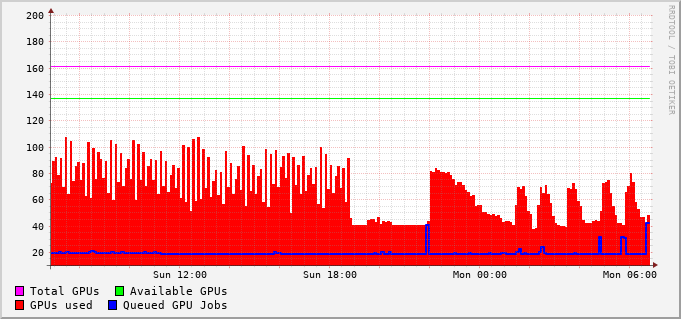 200
180
160
140
120
100
80
60
40
20
Sun 12:00 Sun 18:00 Mon 00:00 Mon 06:00
RRDTOOL / TOBI OETIKER
Total GPUs Available GPUs
GPUs used Queued GPU Jobs